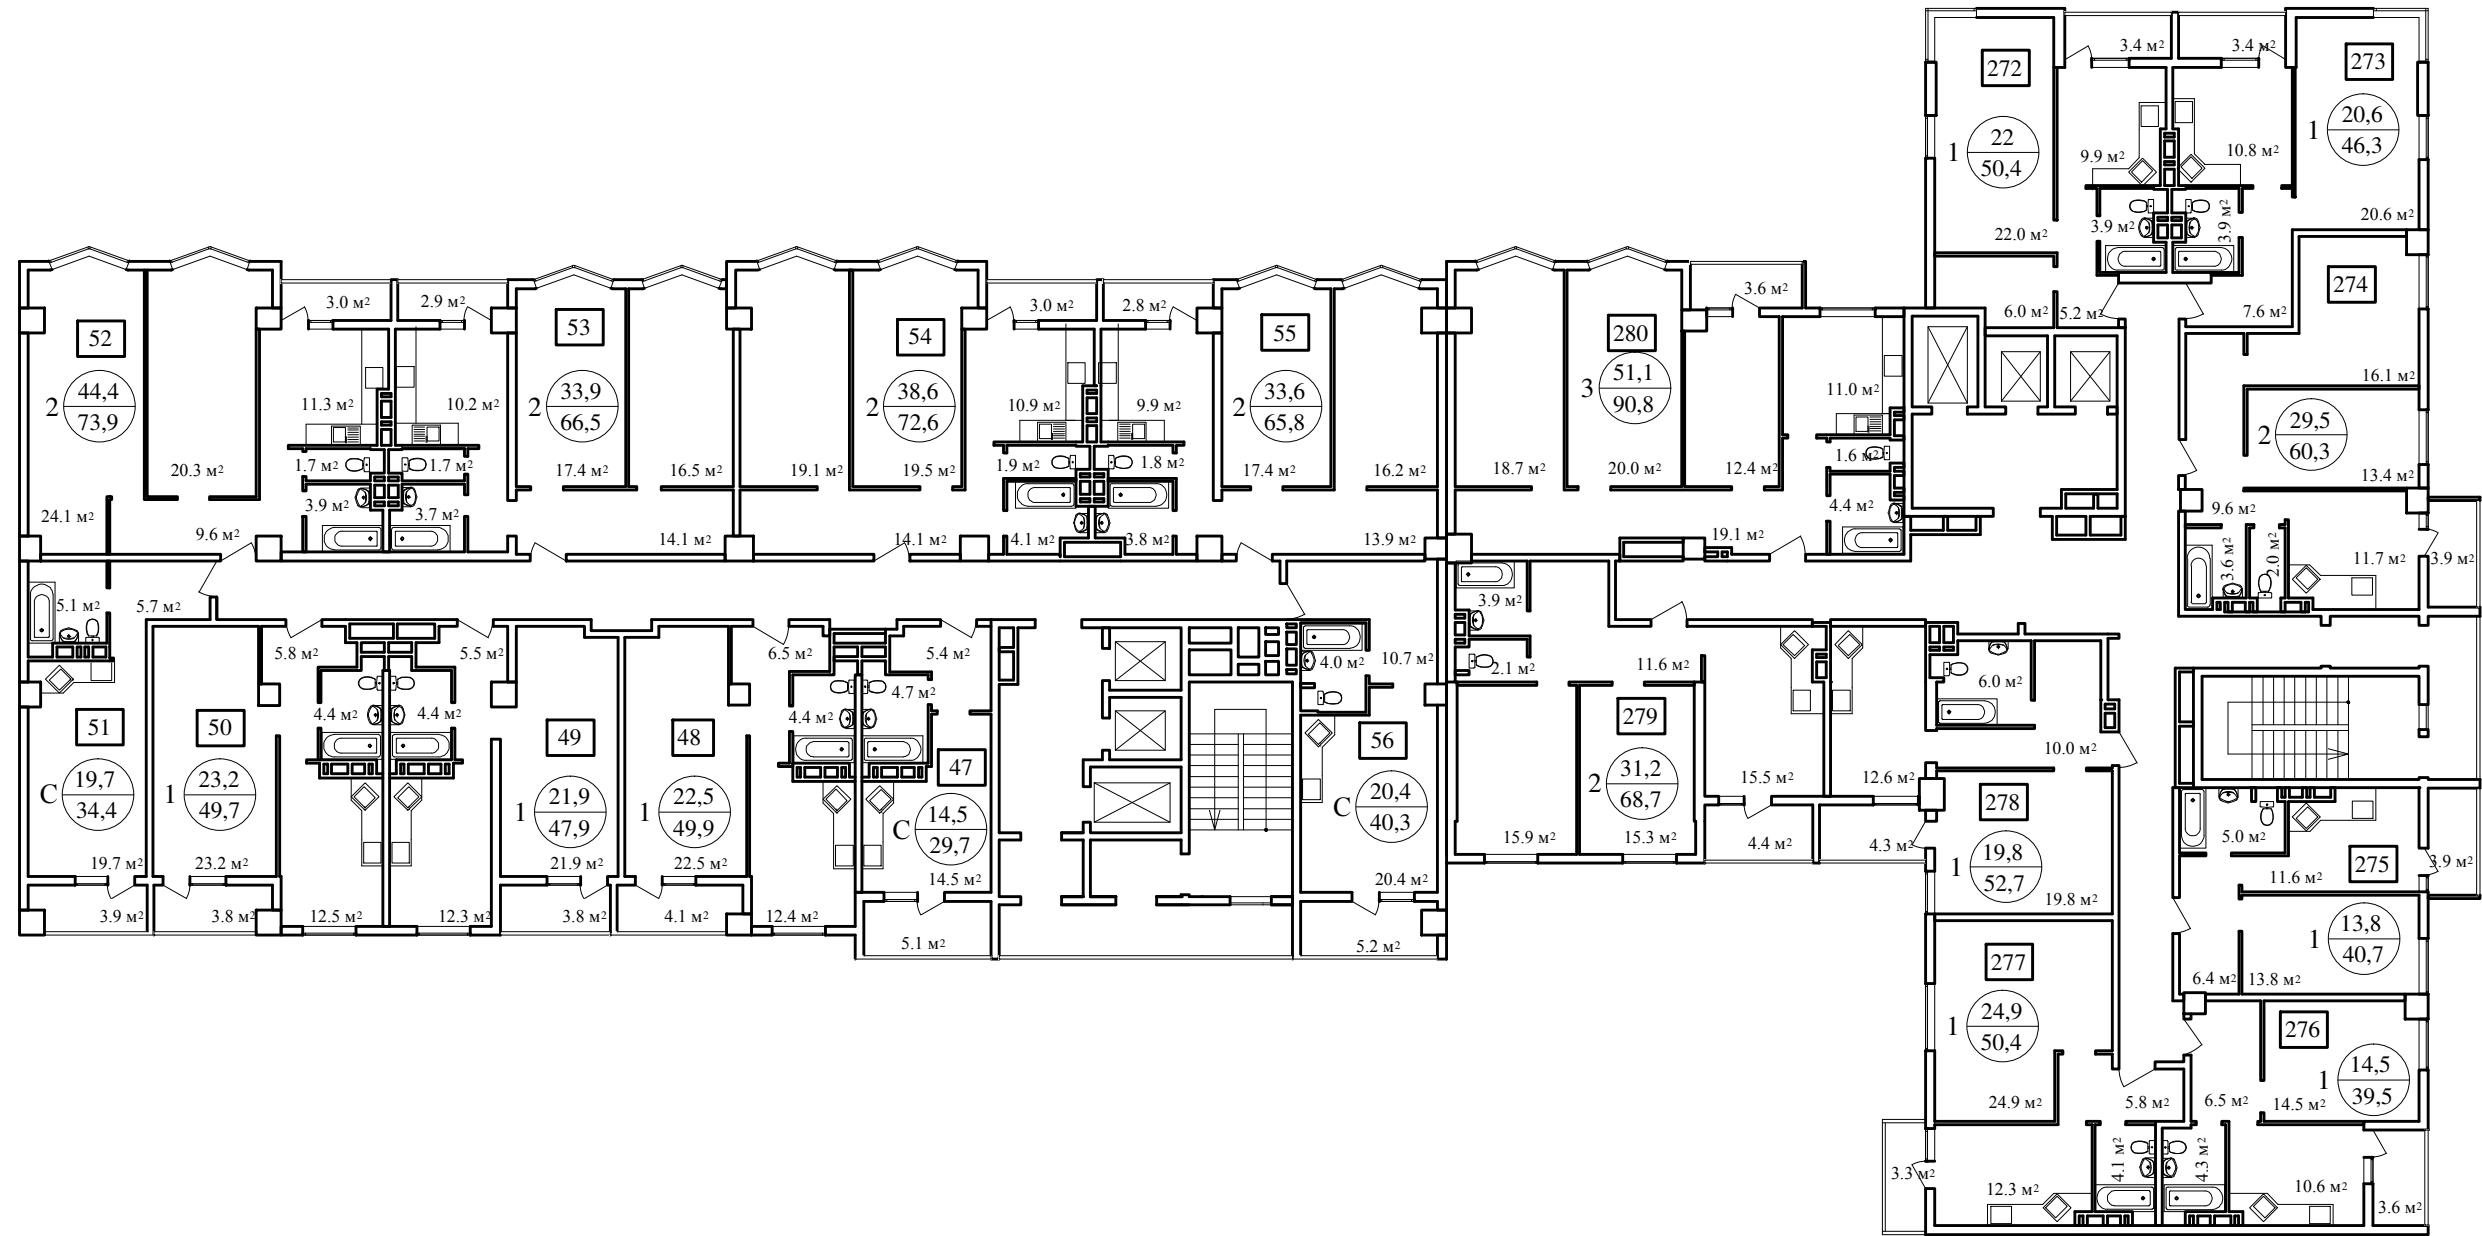 3.4 м²
3.4 м²
272
273
1
22
50,4
1
20,6
46,3
9.9 м²
10.8 м²
3.9 м²
3.9 м²
20.6 м²
22.0 м²
6.0 м²
5.2 м²
7.6 м²
274
16.1 м²
2
29,5
60,3
13.4 м²
9.6 м²
3.6 м²
2.0 м²
11.7 м²
3.9 м²
52
2
44,4
73,9
20.3 м²
24.1 м²
9.6 м²
3.0 м²
11.3 м²
1.7 м²
3.9 м²
2.9 м²
10.2 м²
1.7 м²
3.7 м²
53
2
33,9
66,5
17.4 м²
16.5 м²
14.1 м²
54
2
38,6
72,6
19.1 м²
19.5 м²
14.1 м²
3.0 м²
10.9 м²
1.9 м²
4.1 м²
2.8 м²
9.9 м²
1.8 м²
3.8 м²
55
2
33,6
65,8
17.4 м²
16.2 м²
13.9 м²
280
3
51,1
90,8
18.7 м²
20.0 м²
3.6 м²
12.4 м²
11.0 м²
1.6 м²
4.4 м²
19.1 м²
5.1 м²
5.7 м²
51
С
19,7
34,4
19.7 м²
3.9 м²
5.8 м²
50
1
23,2
49,7
23.2 м²
3.8 м²
4.4 м²
12.5 м²
5.5 м²
4.4 м²
12.3 м²
49
1
21,9
47,9
21.9 м²
3.8 м²
48
1
22,5
49,9
22.5 м²
4.1 м²
6.5 м²
4.4 м²
12.4 м²
5.4 м²
4.7 м²
47
С
14,5
29,7
14.5 м²
5.1 м²
4.0 м²
10.7 м²
56
С
20,4
40,3
20.4 м²
5.2 м²
3.9 м²
2.1 м²
11.6 м²
279
2
31,2
68,7
15.9 м²
15.3 м²
15.5 м²
4.4 м²
6.0 м²
10.0 м²
12.6 м²
4.3 м²
278
1
19,8
52,7
19.8 м²
5.0 м²
11.6 м²
275
3.9 м²
1
13,8
40,7
6.4 м²
13.8 м²
277
1
24,9
50,4
24.9 м²
5.8 м²
3.3 м²
12.3 м²
4.1 м²
276
1
14,5
39,5
6.5 м²
14.5 м²
4.3 м²
10.6 м²
3.6 м²